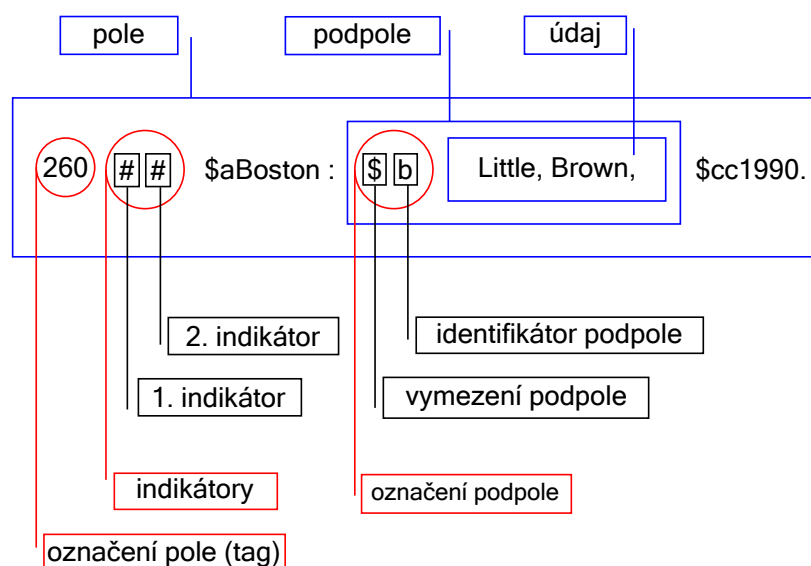 pole podpole údaj
260 # # $aBoston : $ b Little, Brown, $cc1990.
2. indikátor identifikátor podpole
1. indikátor vymezení podpole
indikátory označení podpole
označení pole (tag)